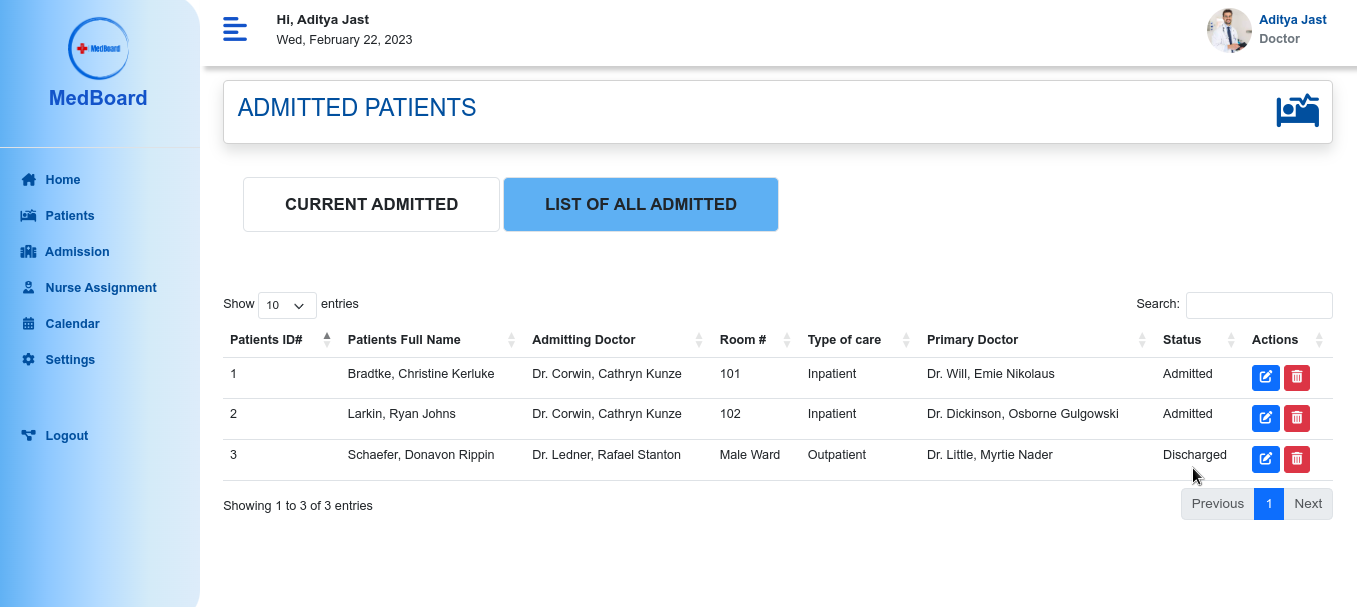 MedBoard
MedBoard
Home
Patients
Admission
Nurse Assignment
Calendar
Settings
Logout
Hi, Aditya Jast
Wed, February 22, 2023
Aditya Jast
Doctor
ADMITTED PATIENTS
CURRENT ADMITTED
LIST OF ALL ADMITTED
Show 10 entries
Search:
Patients ID# Patients Full Name Admitting Doctor Room # Type of care Primary Doctor Status Actions
1 Bradtke, Christine Kerluke Dr. Corwin, Cathryn Kunze 101 Inpatient Dr. Will, Emie Nikolaus Admitted
2 Larkin, Ryan Johns Dr. Corwin, Cathryn Kunze 102 Inpatient Dr. Dickinson, Osborne Gulgowski Admitted
3 Schaefer, Donavon Rippin Dr. Ledner, Rafael Stanton Male Ward Outpatient Dr. Little, Myrtie Nader Discharged
Showing 1 to 3 of 3 entries
Previous 1 Next